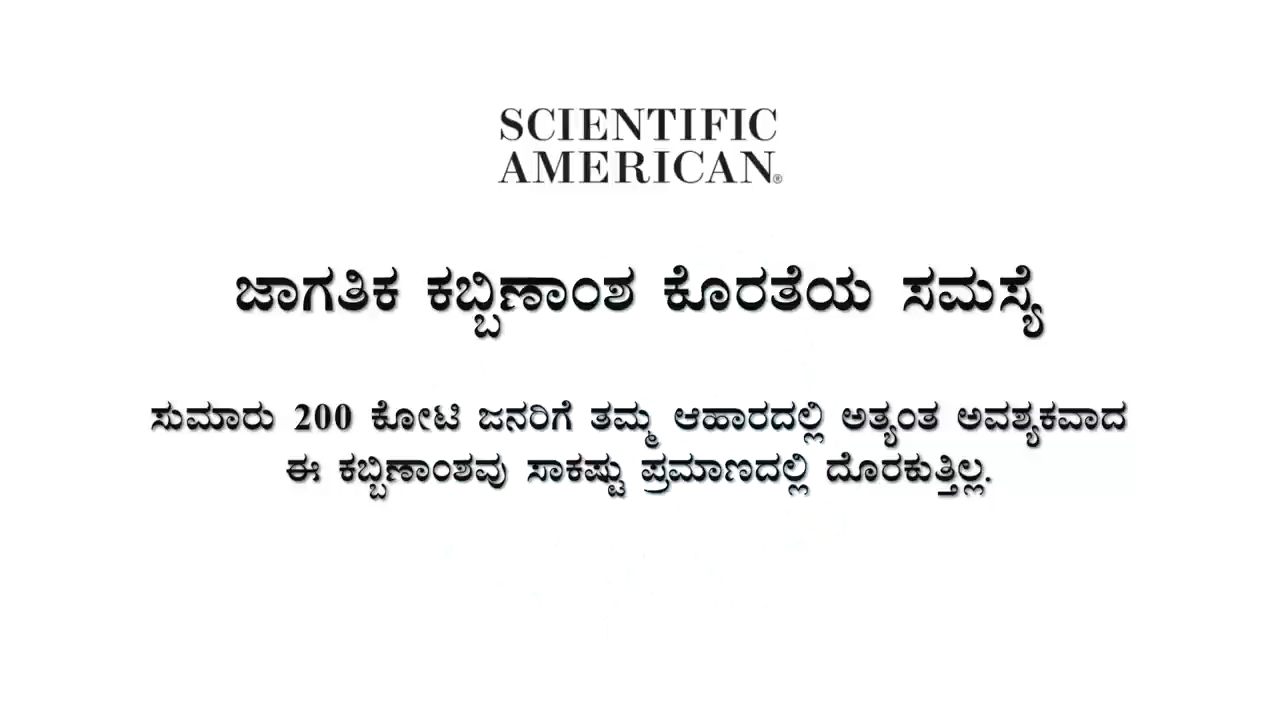 SCIENTIFIC
AMERICAN®
ಜಾಗತಿಕ ಕಬ್ಬಿಣಾಂಶ ಕೊರತೆಯ ಸಮಸ್ಯೆ
ಸುಮಾರು 200 ಕೋಟಿ ಜನರಿಗೆ ತಮ್ಮ ಆಹಾರದಲ್ಲಿ ಅತ್ಯಂತ ಅವಶ್ಯಕವಾದ
ಈ ಕಬ್ಬಿಣಾಂಶವು ಸಾಕಷ್ಟು ಪ್ರಮಾಣದಲ್ಲಿ ದೊರಕುತ್ತಿಲ್ಲ.